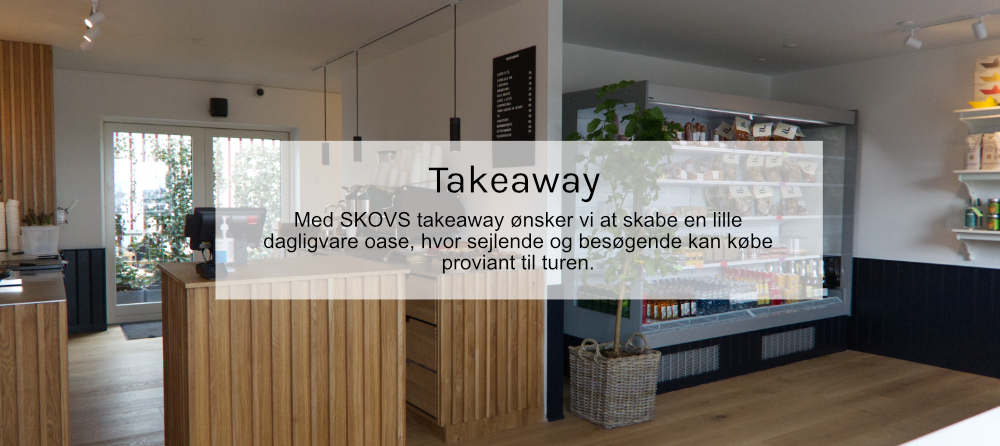 Takeaway
Med SKOVS takeaway ønsker vi at skabe en lille
dagligvare oase, hvor sejlende og besøgende kan købe
proviant til turen.